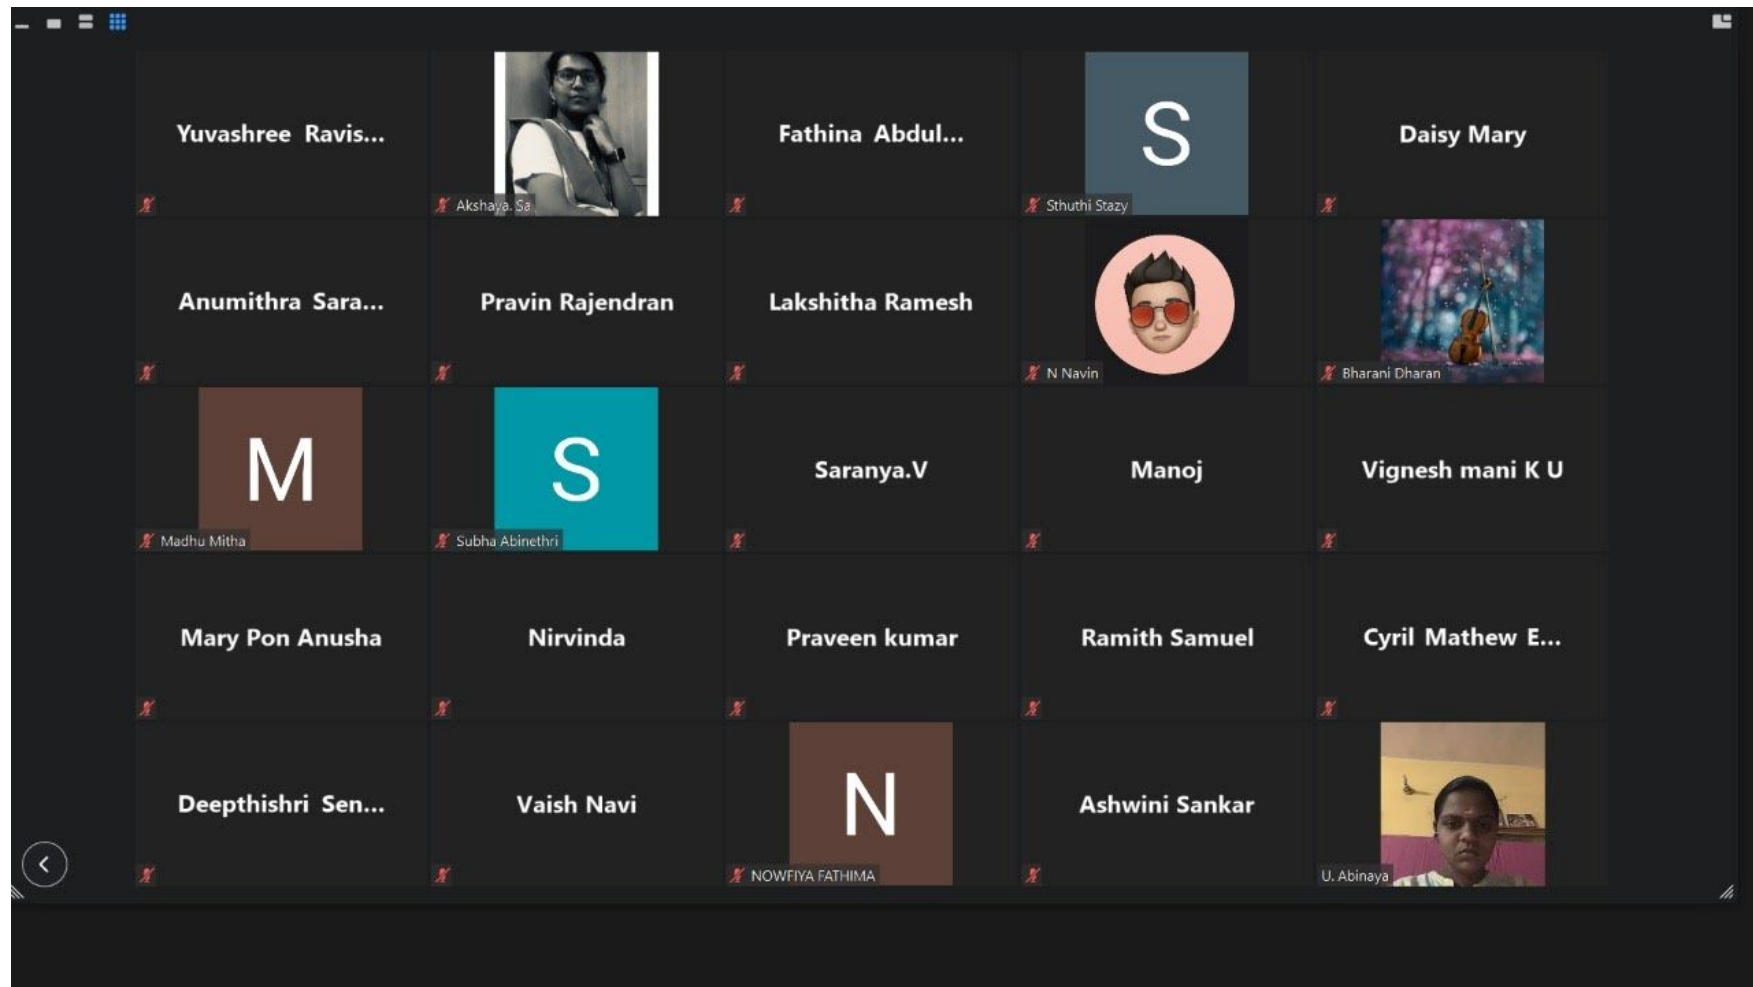 Yuvashree Ravis...
Akshaya. Sa
Fathina Abdul...
S
Sthuthi Stazy
Daisy Mary
Anumithra Sara...
Pravin Rajendran
Lakshitha Ramesh
N Navin
Bharani Dharan
M
Madhu Mitha
S
Subha Abinethri
Saranya.V
Manoj
Vignesh mani K U
Mary Pon Anusha
Nirvinda
Praveen kumar
Ramith Samuel
Cyril Mathew E...
Deepthishri Sen...
Vaish Navi
N
NOWFIYA FATHIMA
Ashwini Sankar
U. Abinaya